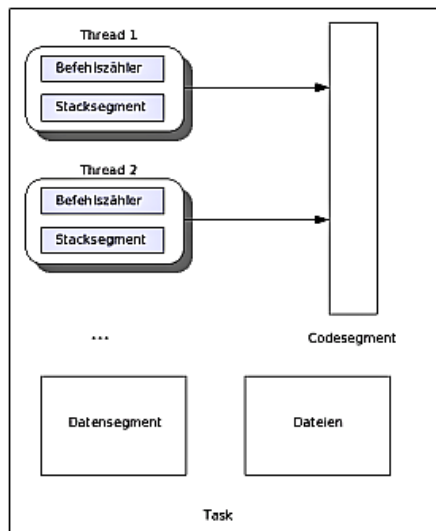 Thread 1
Befehlszähler
Stacksegment
Thread 2
Befehlszähler
Stacksegment
...
Codesegment
Datensegment
Dateien
Task